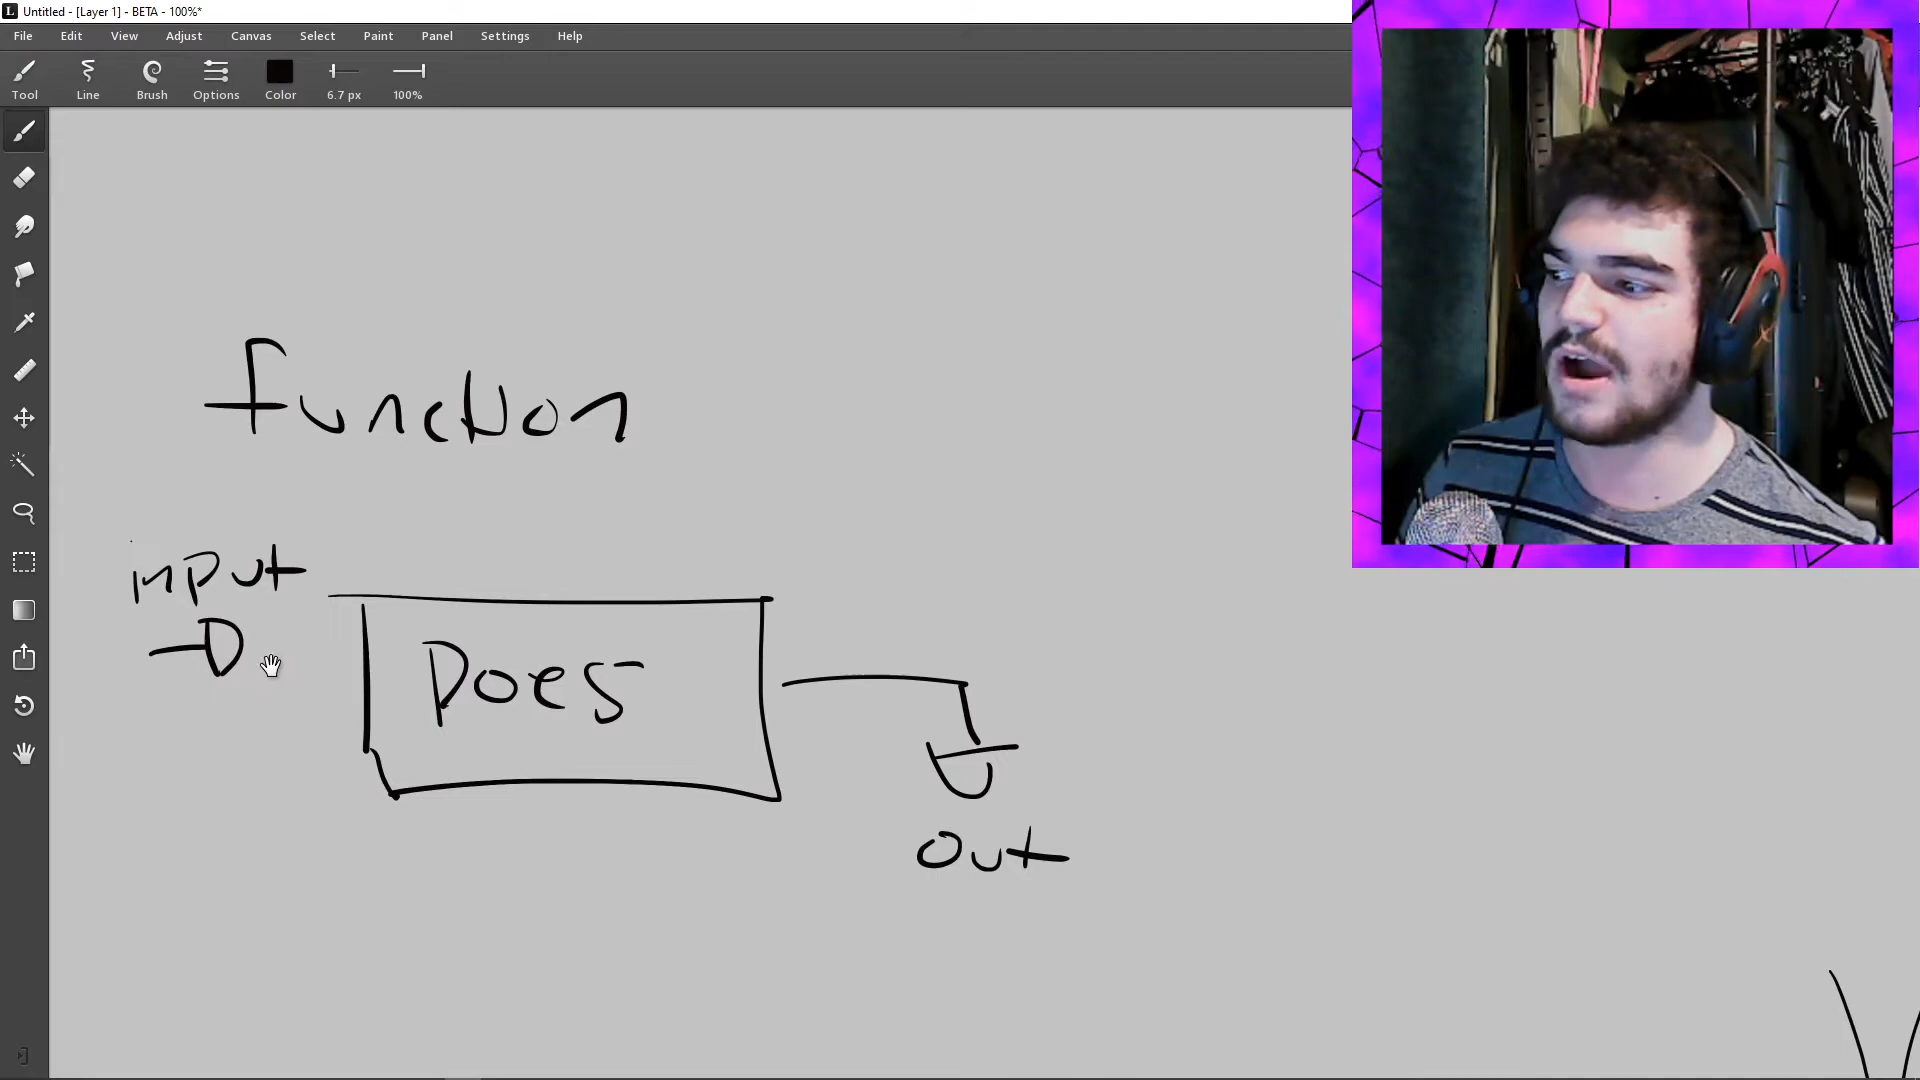 Untitled - [Layer 1] - BETA - 100%*
File Edit View Adjust Canvas Select Paint Panel Settings Help
Tool Line Brush Options Color 6.7 px 100%
function
input
Does
out